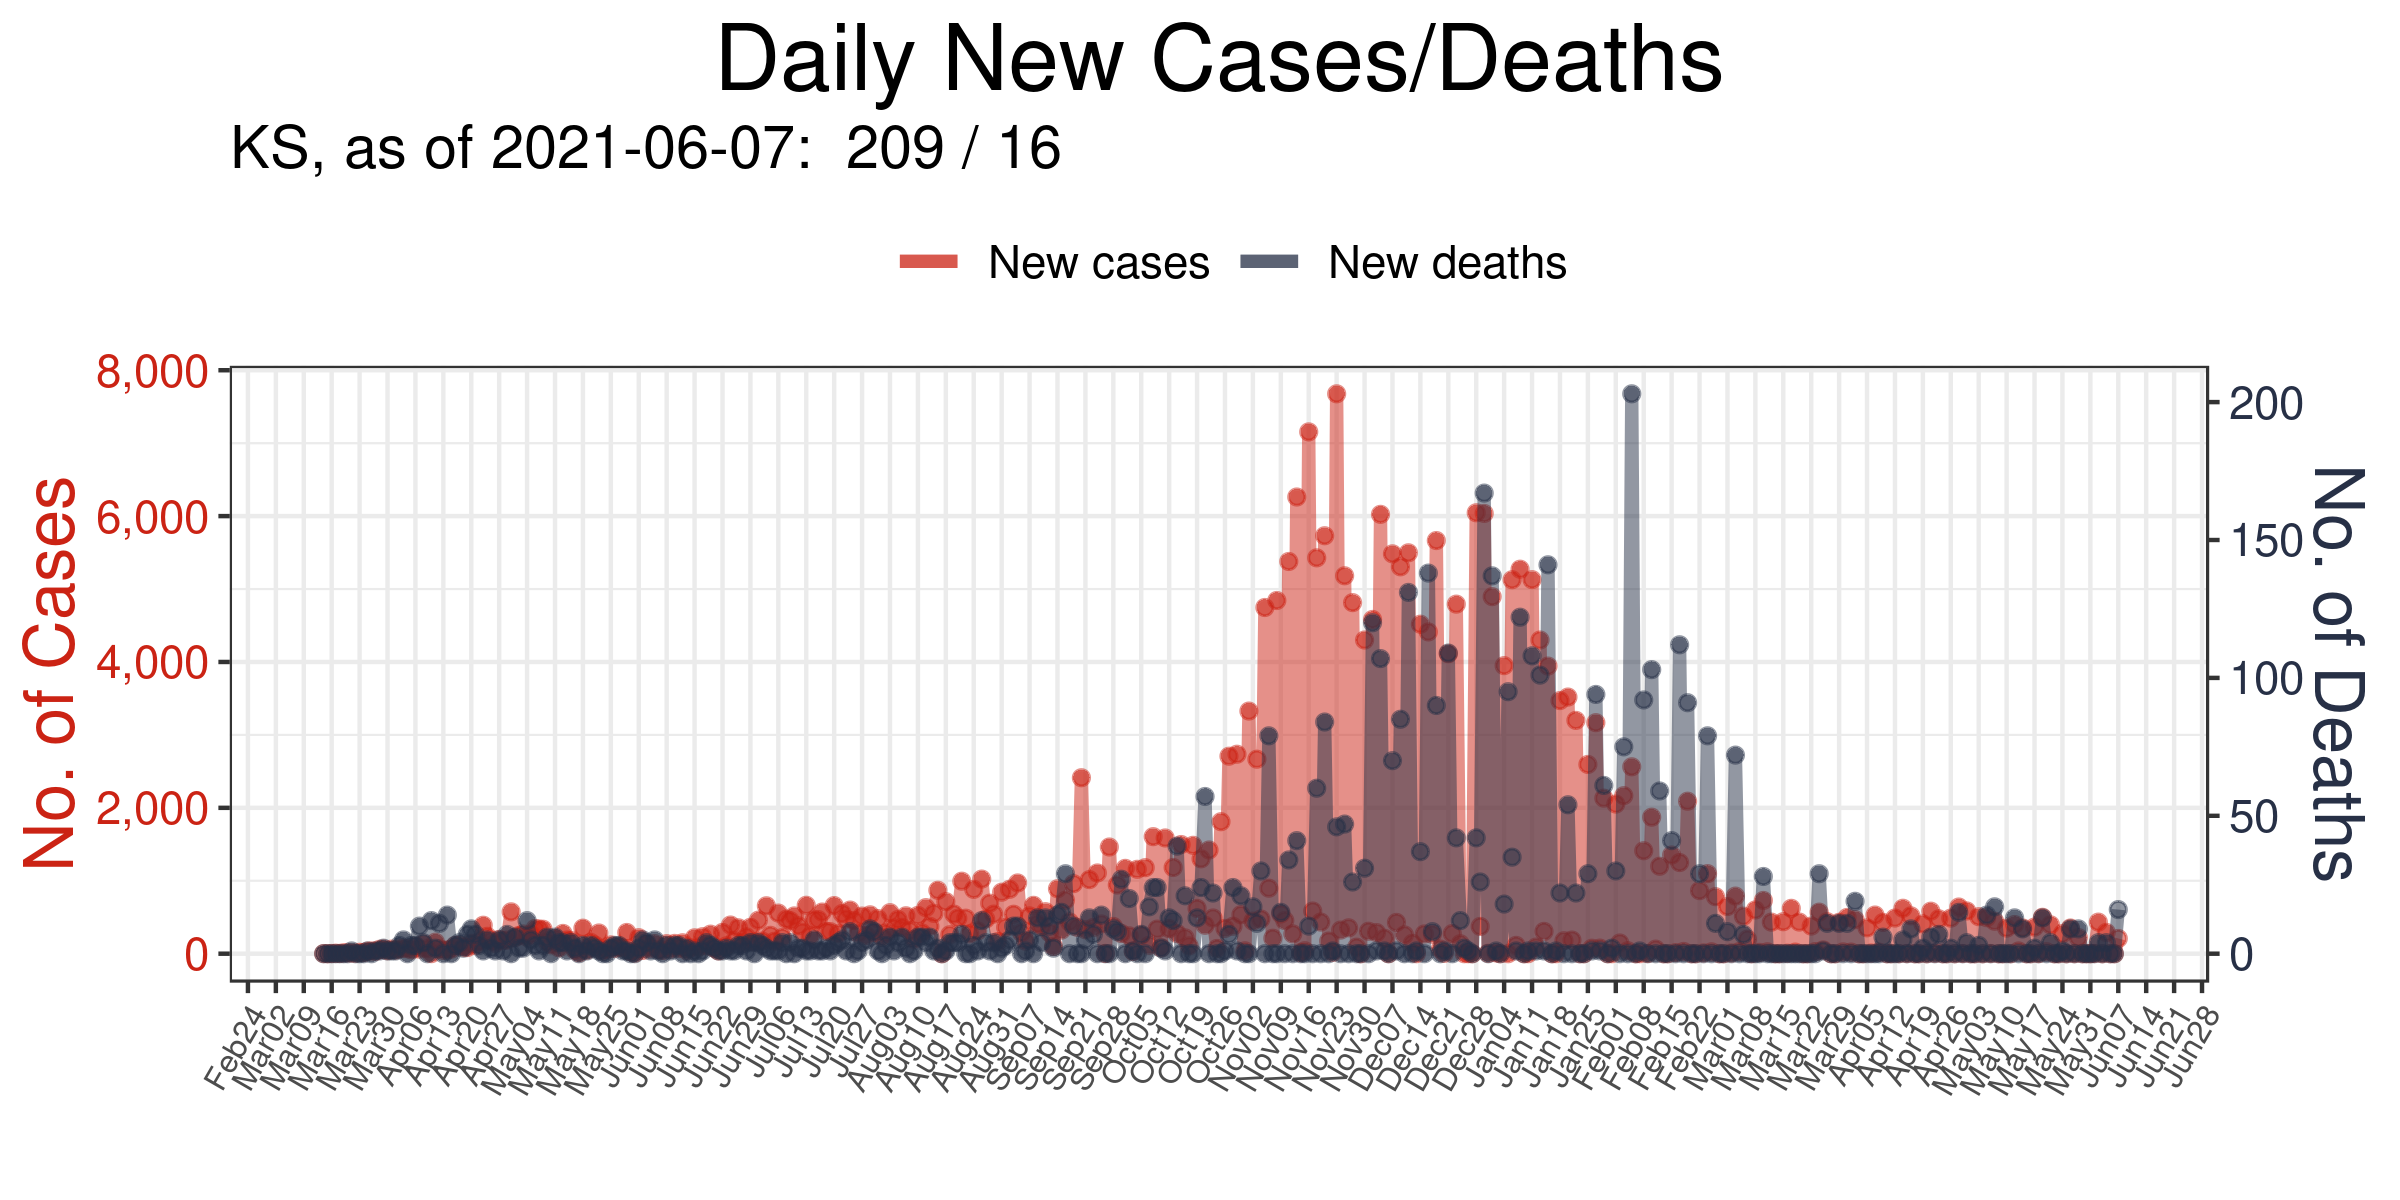 Daily New Cases/Deaths
KS, as of 2021-06-07:  209 / 16
New cases New deaths
No. of Cases
8,000
6,000
4,000
2,000
0
200
150
100
50
0
No. of Deaths
Feb24
Mar02
Mar09
Mar16
Mar23
Mar30
Apr06
Apr13
Apr20
Apr27
May04
May11
May18
May25
Jun01
Jun08
Jun15
Jun22
Jun29
Jul06
Jul13
Jul20
Jul27
Aug03
Aug10
Aug17
Aug24
Aug31
Sep07
Sep14
Sep21
Sep28
Oct05
Oct12
Oct19
Oct26
Nov02
Nov09
Nov16
Nov23
Nov30
Dec07
Dec14
Dec21
Dec28
Jan04
Jan11
Jan18
Jan25
Feb01
Feb08
Feb15
Feb22
Mar01
Mar08
Mar15
Mar22
Mar29
Apr05
Apr12
Apr19
Apr26
May03
May10
May17
May24
May31
Jun07
Jun14
Jun21
Jun28